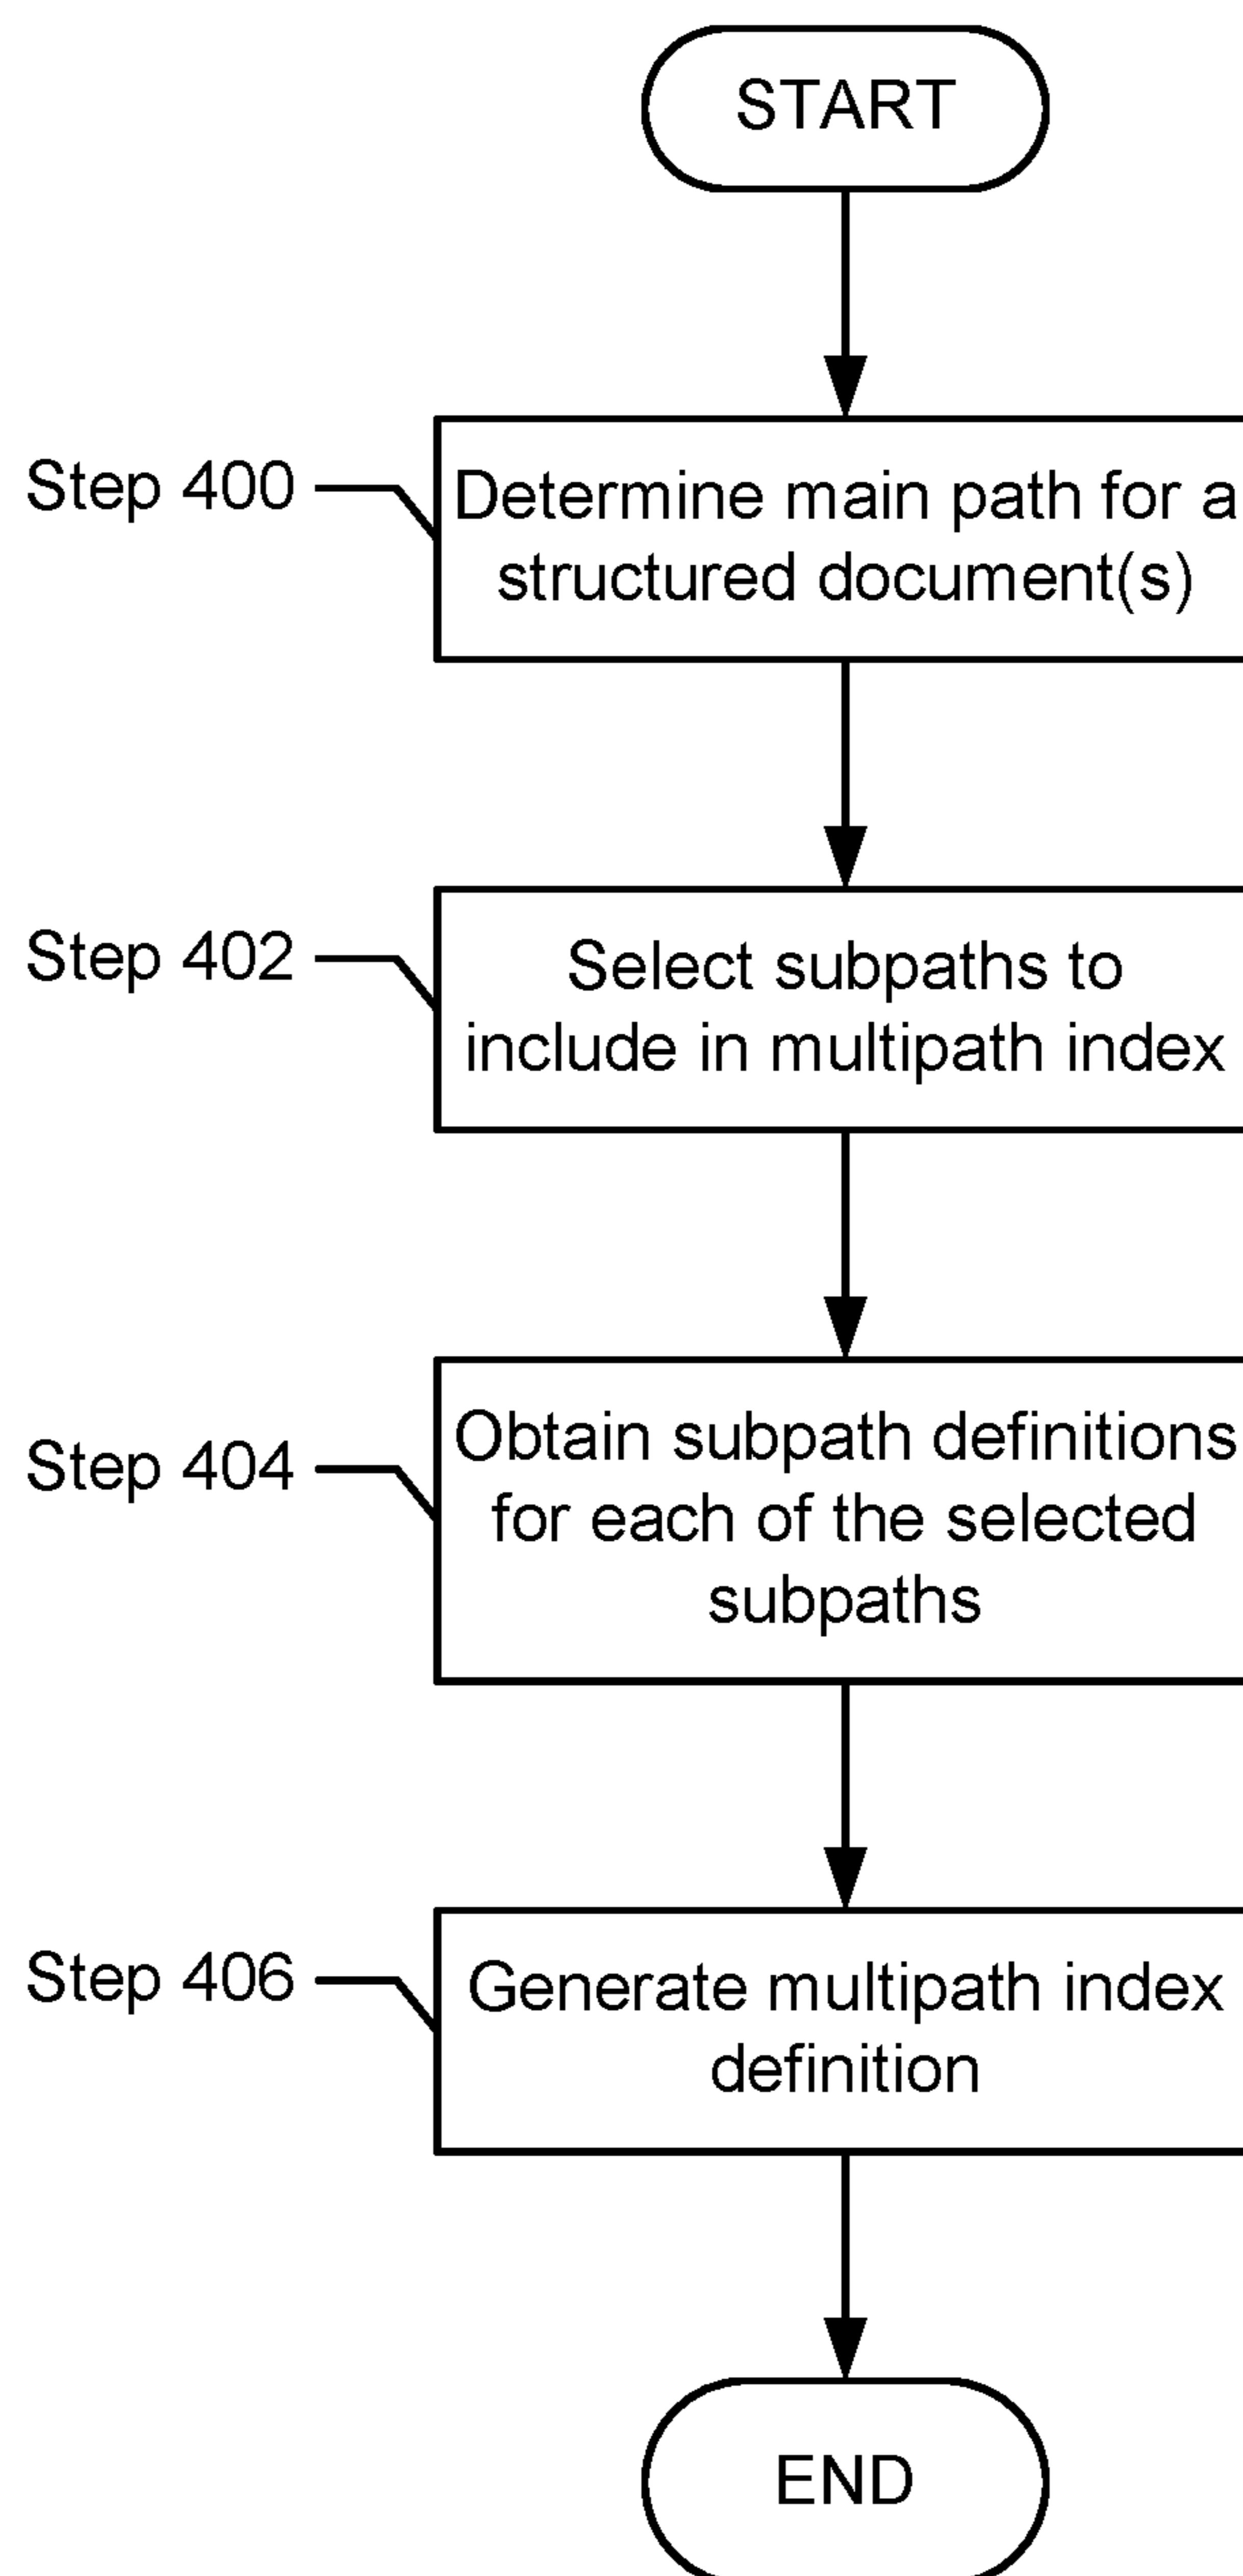 START
Step 400
Determine main path for a
structured document(s)
Step 402
Select subpaths to
include in multipath index
Step 404
Obtain subpath definitions
for each of the selected
subpaths
Step 406
Generate multipath index
definition
END